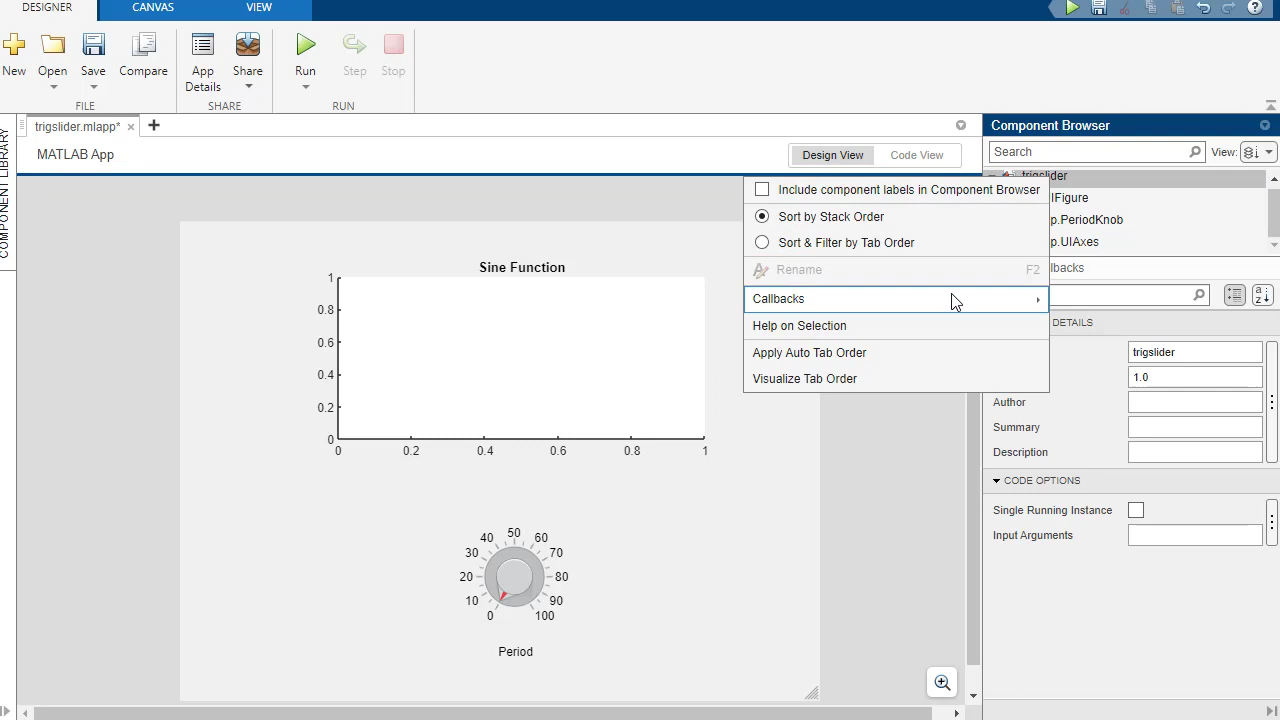 DESIGNER CANVAS VIEW
New Open Save Compare App Details Share Run Step Stop
FILE SHARE RUN
trigslider.mlapp* Component Browser
MATLAB App Design View Code View
Search View:
COMPONENT LIBRARY
trigslider
IFigure
p.PeriodKnob
p.UIAxes
Include component labels in Component Browser
Sort by Stack Order
Sort & Filter by Tab Order
Rename F2
Callbacks
Help on Selection
Apply Auto Tab Order
Visualize Tab Order
lbacks
DETAILS
trigslider
1.0
Author
Summary
Description
CODE OPTIONS
Single Running Instance
Input Arguments
Sine Function
1
0.8
0.6
0.4
0.2
0
0 0.2 0.4 0.6 0.8 1
0 10 20 30 40 50 60 70 80 90 100
Period